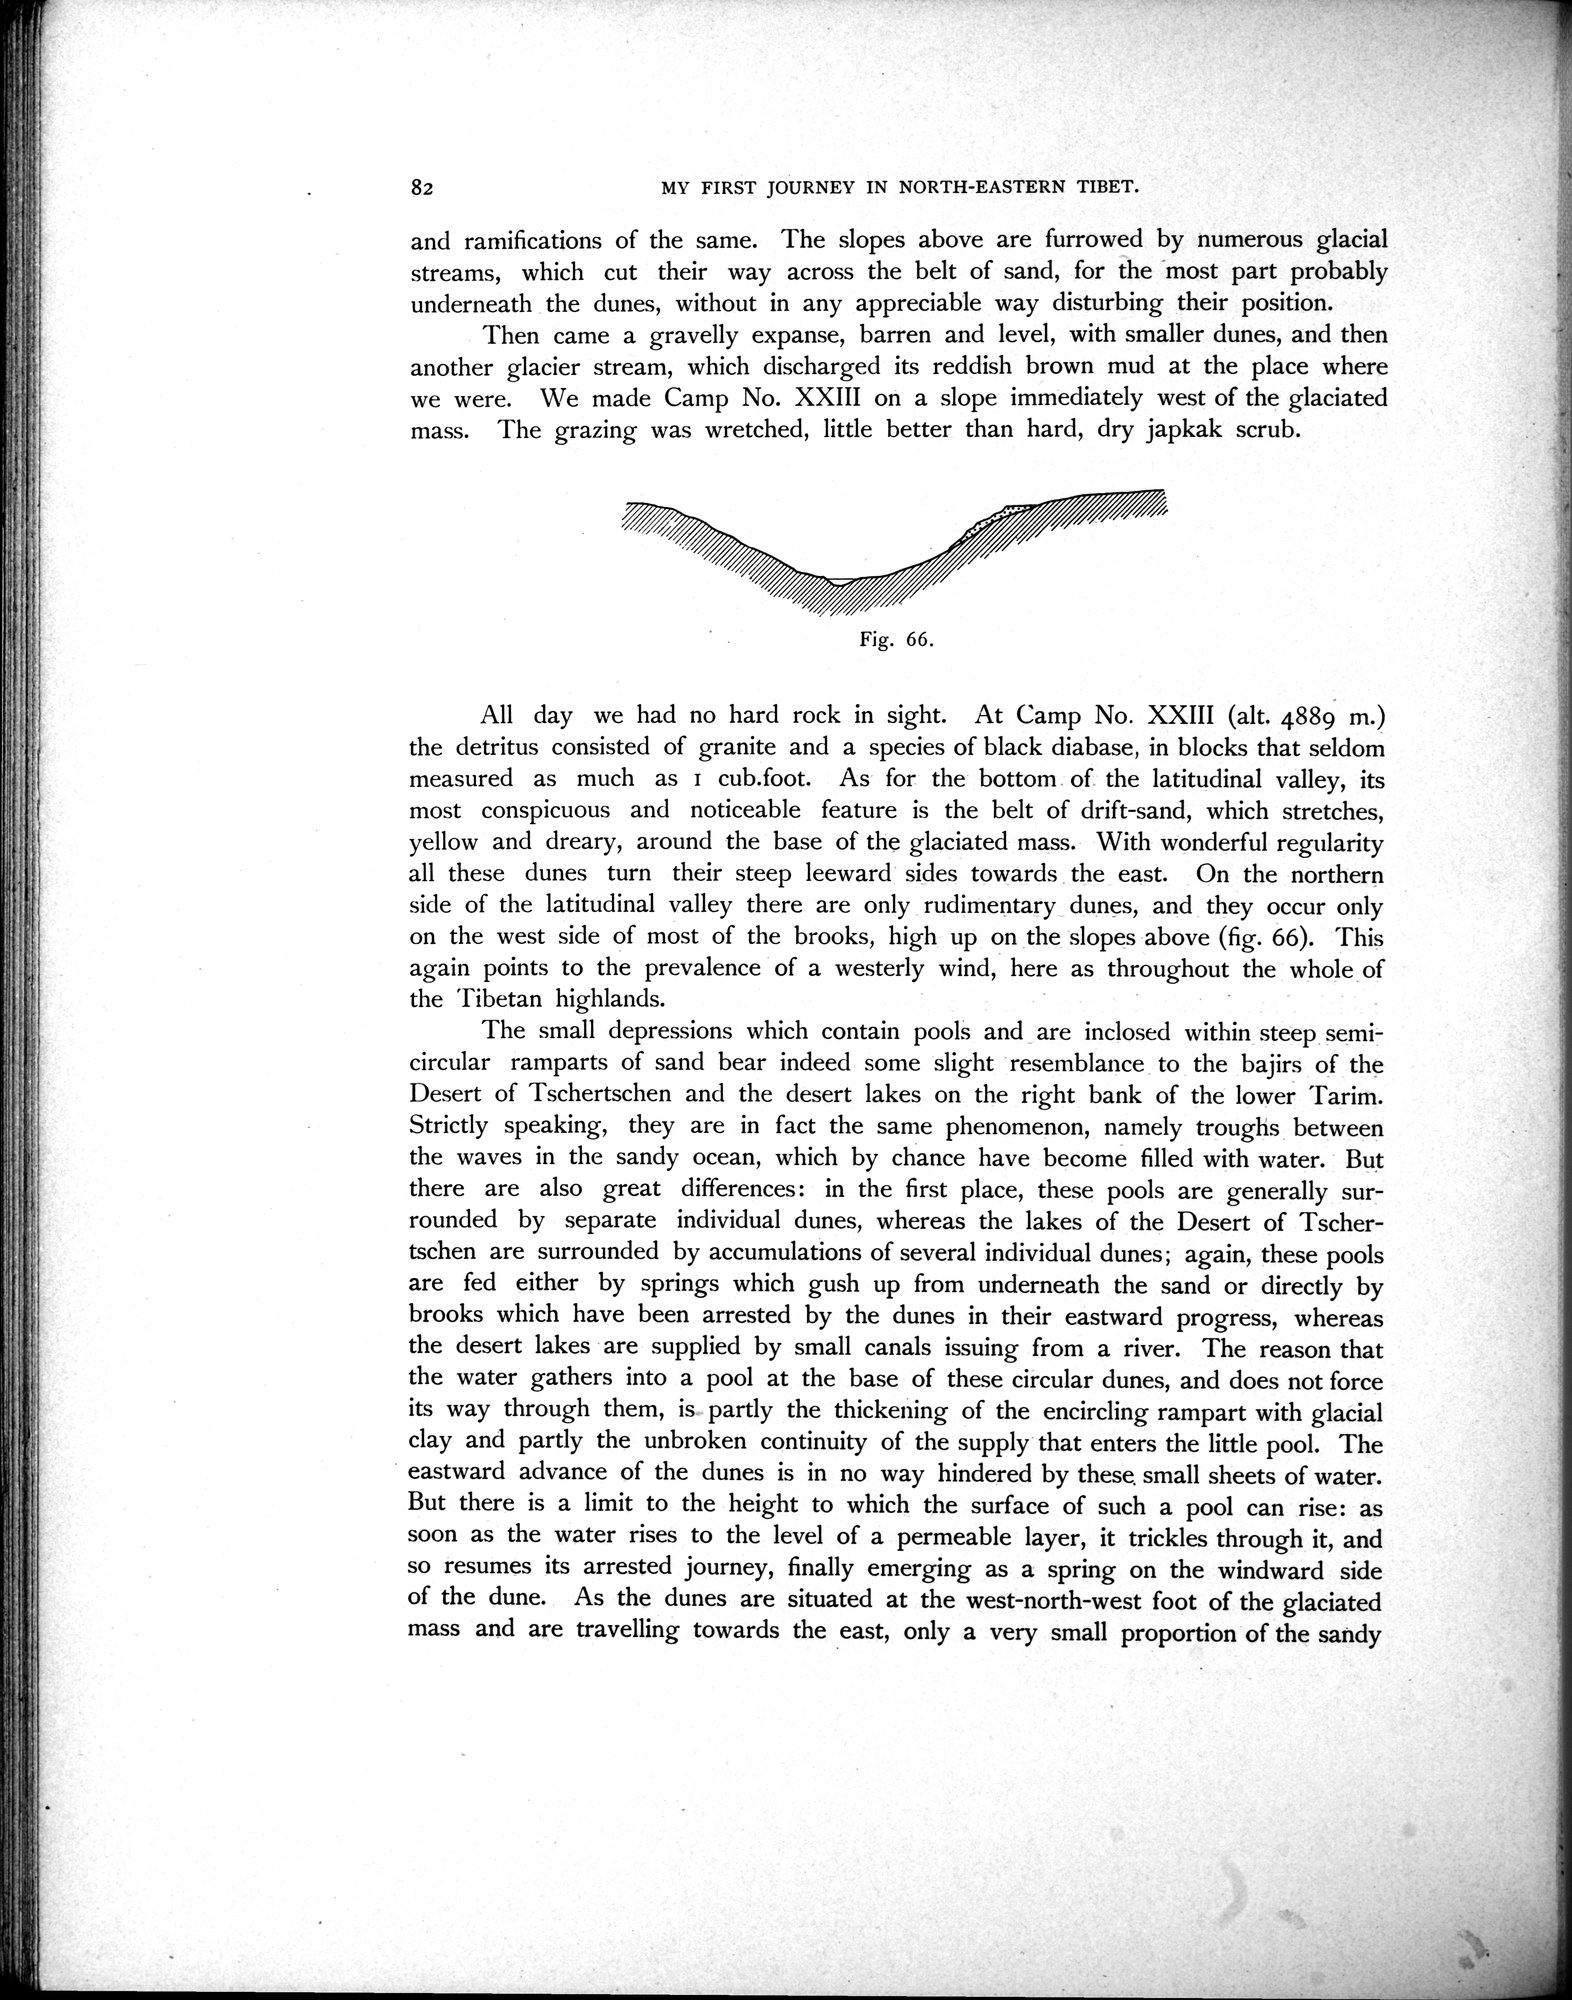 82 MY FIRST JOURNEY IN NORTH-EASTERN TIBET.
and ramifications of the same. The slopes above are furrowed by numerous glacial
streams, which cut their way across the belt of sand, for the most part probably
underneath the dunes, without in any appreciable way disturbing their position.
Then came a gravelly expanse, barren and level, with smaller dunes, and then
another glacier stream, which discharged its reddish brown mud at the place where
we were. We made Camp No. XXIII on a slope immediately west of the glaciated
mass. The grazing was wretched, little better than hard, dry japkak scrub.
Fig. 66.
All day we had no hard rock in sight. At Camp No. XXIII (alt. 4889 m.)
the detritus consisted of granite and a species of black diabase, in blocks that seldom
measured as much as 1 cub.foot. As for the bottom of the latitudinal valley, its
most conspicuous and noticeable feature is the belt of drift-sand, which stretches,
yellow and dreary, around the base of the glaciated mass. With wonderful regularity
all these dunes turn their steep leeward sides towards the east. On the northern
side of the latitudinal valley there are only rudimentary dunes, and they occur only
on the west side of most of the brooks, high up on the slopes above (fig. 66). This
again points to the prevalence of a westerly wind, here as throughout the whole of
the Tibetan highlands.
The small depressions which contain pools and are inclosed within steep semi-
circular ramparts of sand bear indeed some slight resemblance to the bajirs of the
Desert of Tschertschen and the desert lakes on the right bank of the lower Tarim.
Strictly speaking, they are in fact the same phenomenon, namely troughs between
the waves in the sandy ocean, which by chance have become filled with water. But
there are also great differences: in the first place, these pools are generally sur-
rounded by separate individual dunes, whereas the lakes of the Desert of Tscher-
tschen are surrounded by accumulations of several individual dunes; again, these pools
are fed either by springs which gush up from underneath the sand or directly by
brooks which have been arrested by the dunes in their eastward progress, whereas
the desert lakes are supplied by small canals issuing from a river. The reason that
the water gathers into a pool at the base of these circular dunes, and does not force
its way through them, is partly the thickening of the encircling rampart with glacial
clay and partly the unbroken continuity of the supply that enters the little pool. The
eastward advance of the dunes is in no way hindered by these small sheets of water.
But there is a limit to the height to which the surface of such a pool can rise: as
soon as the water rises to the level of a permeable layer, it trickles through it, and
so resumes its arrested journey, finally emerging as a spring on the windward side
of the dune. As the dunes are situated at the west-north-west foot of the glaciated
mass and are travelling towards the east, only a very small proportion of the sandy